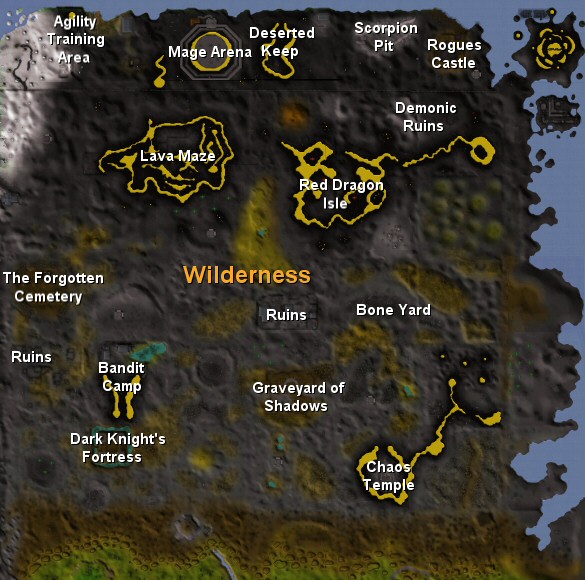 Agility
Training
Area
Mage Arena
Deserted
Keep
Scorpion
Pit
Rogues
Castle
Demonic
Ruins
Lava Maze
Red Dragon
Isle
Wilderness
The Forgotten
Cemetery
Ruins
Bone Yard
Ruins
Bandit
Camp
Graveyard of
Shadows
Dark Knight's
Fortress
Chaos
Temple